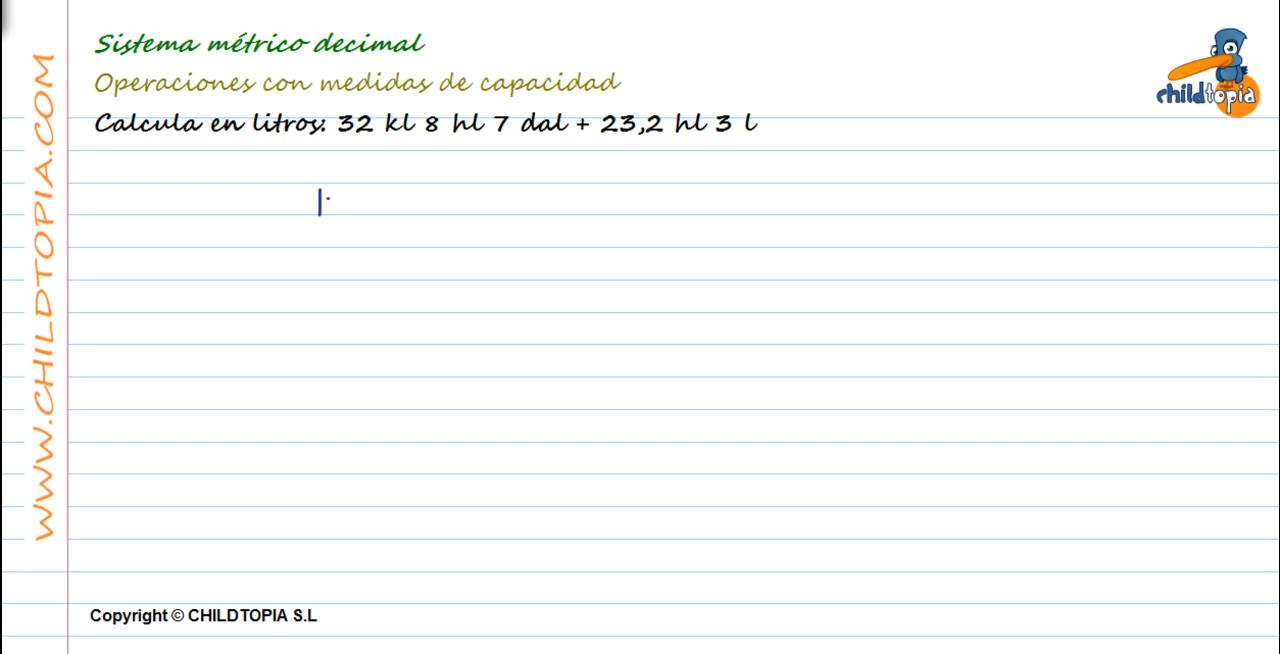 Sistema métrico decimal
Operaciones con medidas de capacidad
Calcula en litros: 32 kl 8 hl 7 dal + 23,2 hl 3 l
childtopia
WWW.CHILDTOPIA.COM
Copyright © CHILDTOPIA S.L